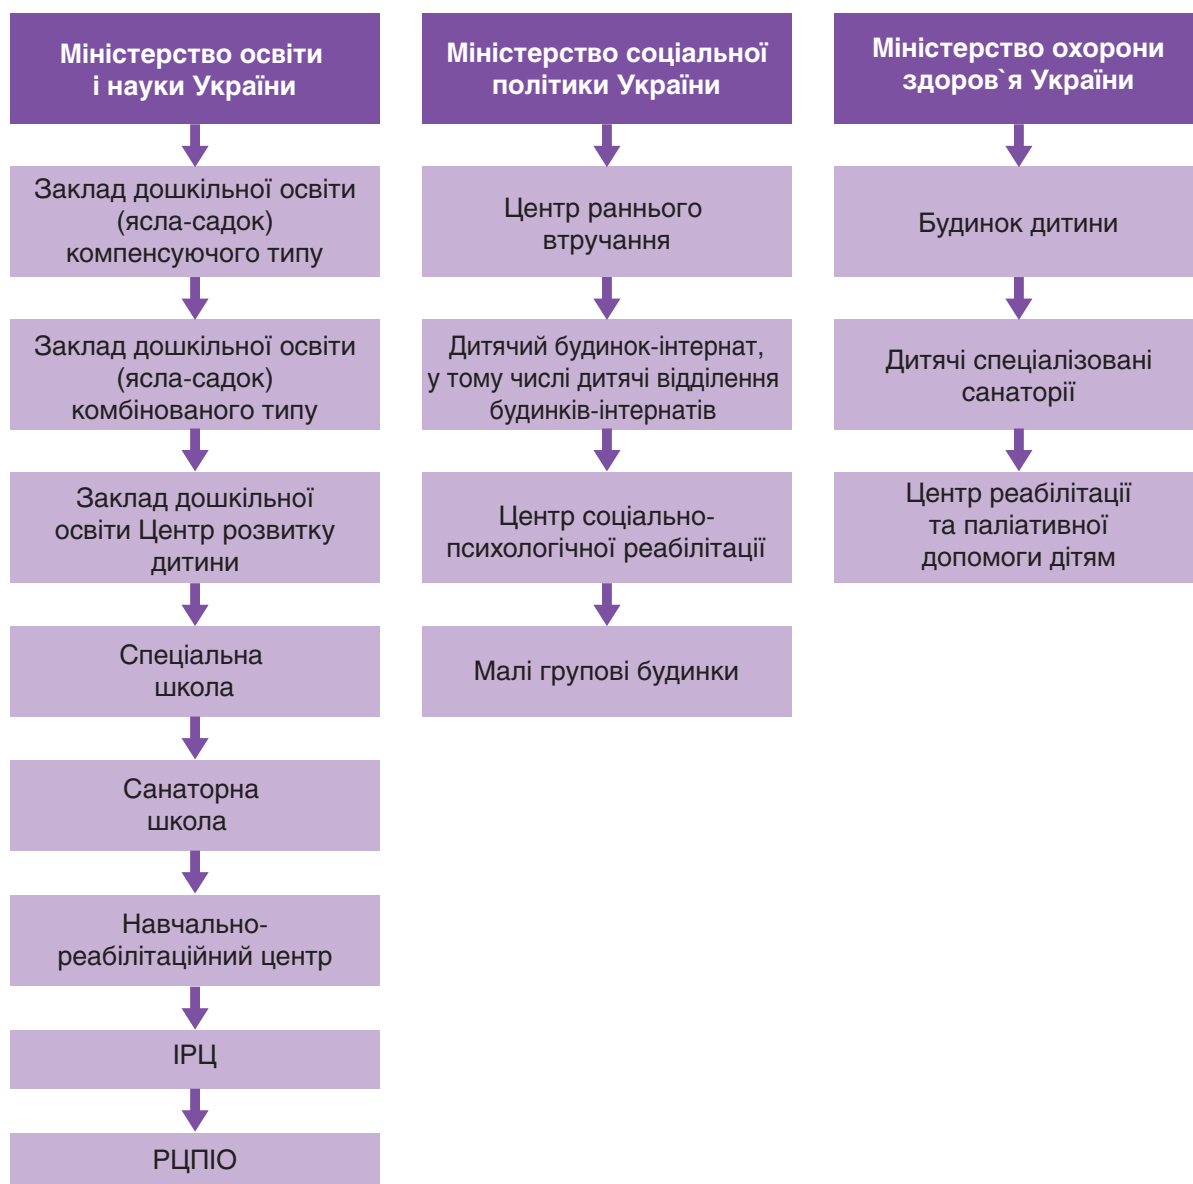 Міністерство освіти
і науки України
Заклад дошкільної освіти
(ясла-садок)
компенсуючого типу
Заклад дошкільної освіти
(ясла-садок)
комбінованого типу
Заклад дошкільної
освіти Центр розвитку
дитини
Спеціальна
школа
Санаторна
школа
Навчально-
реабілітаційний центр
ІРЦ
РЦПІО
Міністерство соціальної
політики України
Центр раннього
втручання
Дитячий будинок-інтернат,
у тому числі дитячі відділення
будинків-інтернатів
Центр соціально-
психологічної реабілітації
Малі групові будинки
Міністерство охорони
здоров`я України
Будинок дитини
Дитячі спеціалізовані
санаторії
Центр реабілітації
та паліативної
допомоги дітям